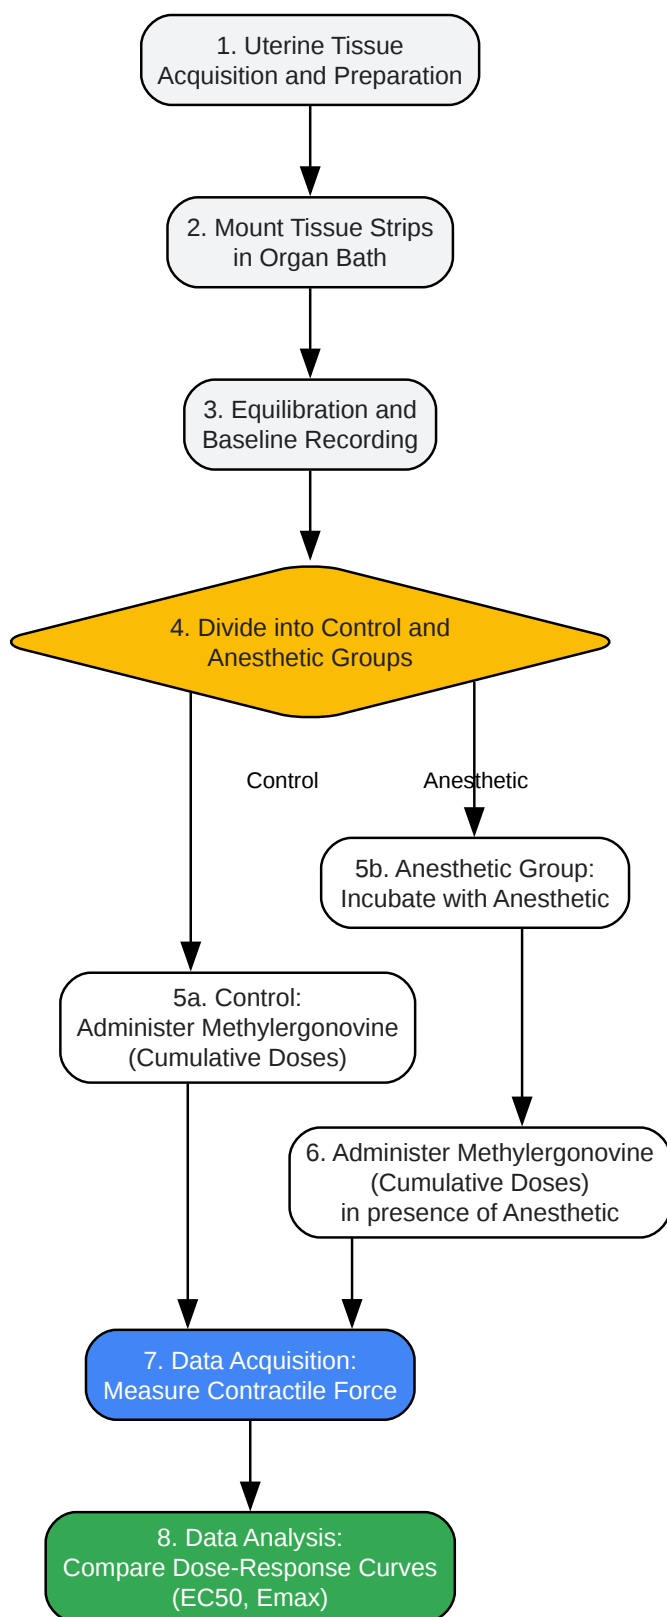 1. Uterine Tissue
Acquisition and Preparation
2. Mount Tissue Strips
in Organ Bath
3. Equilibration and
Baseline Recording
4. Divide into Control and
Anesthetic Groups
Control
Anesthetic
5b. Anesthetic Group:
Incubate with Anesthetic
5a. Control:
Administer Methylergonovine
(Cumulative Doses)
6. Administer Methylergonovine
(Cumulative Doses)
in presence of Anesthetic
7. Data Acquisition:
Measure Contractile Force
8. Data Analysis:
Compare Dose-Response Curves
(EC50, Emax)